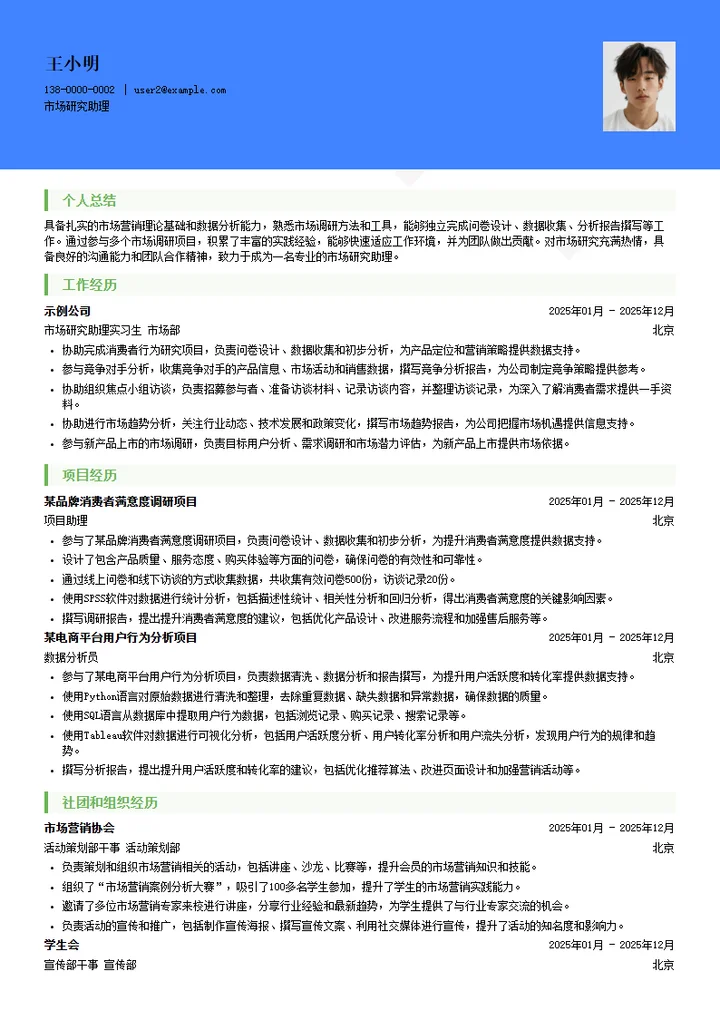 王小明
138-0000-0002 | user2@example.com
市场研究助理
个人总结
具备扎实的市场营销理论基础和数据分析能力，熟悉市场调研方法和工具，能够独立完成问卷设计、数据收集、分析报告撰写等工
作。通过参与多个市场调研项目，积累了丰富的实践经验，能够快速适应工作环境，并为团队做出贡献。对市场研究充满热情，具
备良好的沟通能力和团队合作精神，致力于成为一名专业的市场研究助理。
工作经历
示例公司 2025年01月 - 2025年12月
市场研究助理实习生 市场部 北京
• 协助完成消费者行为研究项目，负责问卷设计、数据收集和初步分析，为产品定位和营销策略提供数据支持。
• 参与竞争对手分析，收集竞争对手的产品信息、市场活动和销售数据，撰写竞争分析报告，为公司制定竞争策略提供参考。
• 协助组织焦点小组访谈，负责招募参与者、准备访谈材料、记录访谈内容，并整理访谈记录，为深入了解消费者需求提供一手资
料。
• 协助进行市场趋势分析，关注行业动态、技术发展和政策变化，撰写市场趋势报告，为公司把握市场机遇提供信息支持。
• 参与新产品上市的市场调研，负责目标用户分析、需求调研和市场潜力评估，为新产品上市提供市场依据。
项目经历
某品牌消费者满意度调研项目 2025年01月 - 2025年12月
项目助理 北京
• 参与了某品牌消费者满意度调研项目，负责问卷设计、数据收集和初步分析，为提升消费者满意度提供数据支持。
• 设计了包含产品质量、服务态度、购买体验等方面的问卷，确保问卷的有效性和可靠性。
• 通过线上问卷和线下访谈的方式收集数据，共收集有效问卷500份，访谈记录20份。
• 使用SPSS软件对数据进行统计分析，包括描述性统计、相关性分析和回归分析，得出消费者满意度的关键影响因素。
• 撰写调研报告，提出提升消费者满意度的建议，包括优化产品设计、改进服务流程和加强售后服务等。
某电商平台用户行为分析项目 2025年01月 - 2025年12月
数据分析员 北京
• 参与了某电商平台用户行为分析项目，负责数据清洗、数据分析和报告撰写，为提升用户活跃度和转化率提供数据支持。
• 使用Python语言对原始数据进行清洗和整理，去除重复数据、缺失数据和异常数据，确保数据的质量。
• 使用SQL语言从数据库中提取用户行为数据，包括浏览记录、购买记录、搜索记录等。
• 使用Tableau软件对数据进行可视化分析，包括用户活跃度分析、用户转化率分析和用户流失分析，发现用户行为的规律和趋
势。
• 撰写分析报告，提出提升用户活跃度和转化率的建议，包括优化推荐算法、改进页面设计和加强营销活动等。
社团和组织经历
市场营销协会 2025年01月 - 2025年12月
活动策划部干事 活动策划部 北京
• 负责策划和组织市场营销相关的活动，包括讲座、沙龙、比赛等，提升会员的市场营销知识和技能。
• 组织了“市场营销案例分析大赛”，吸引了100多名学生参加，提升了学生的市场营销实践能力。
• 邀请了多位市场营销专家来校进行讲座，分享行业经验和最新趋势，为学生提供了与行业专家交流的机会。
• 负责活动的宣传和推广，包括制作宣传海报、撰写宣传文案、利用社交媒体进行宣传，提升了活动的知名度和影响力。
学生会 2025年01月 - 2025年12月
宣传部干事 宣传部 北京